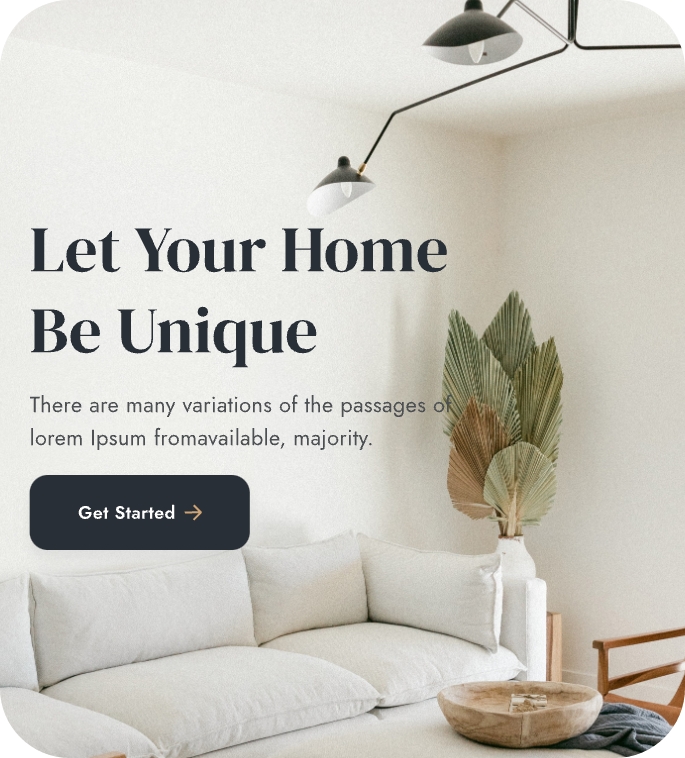 Let Your Home
Be Unique
There are many variations of the passages of
lorem Ipsum fromavailable, majority.
Get Started →